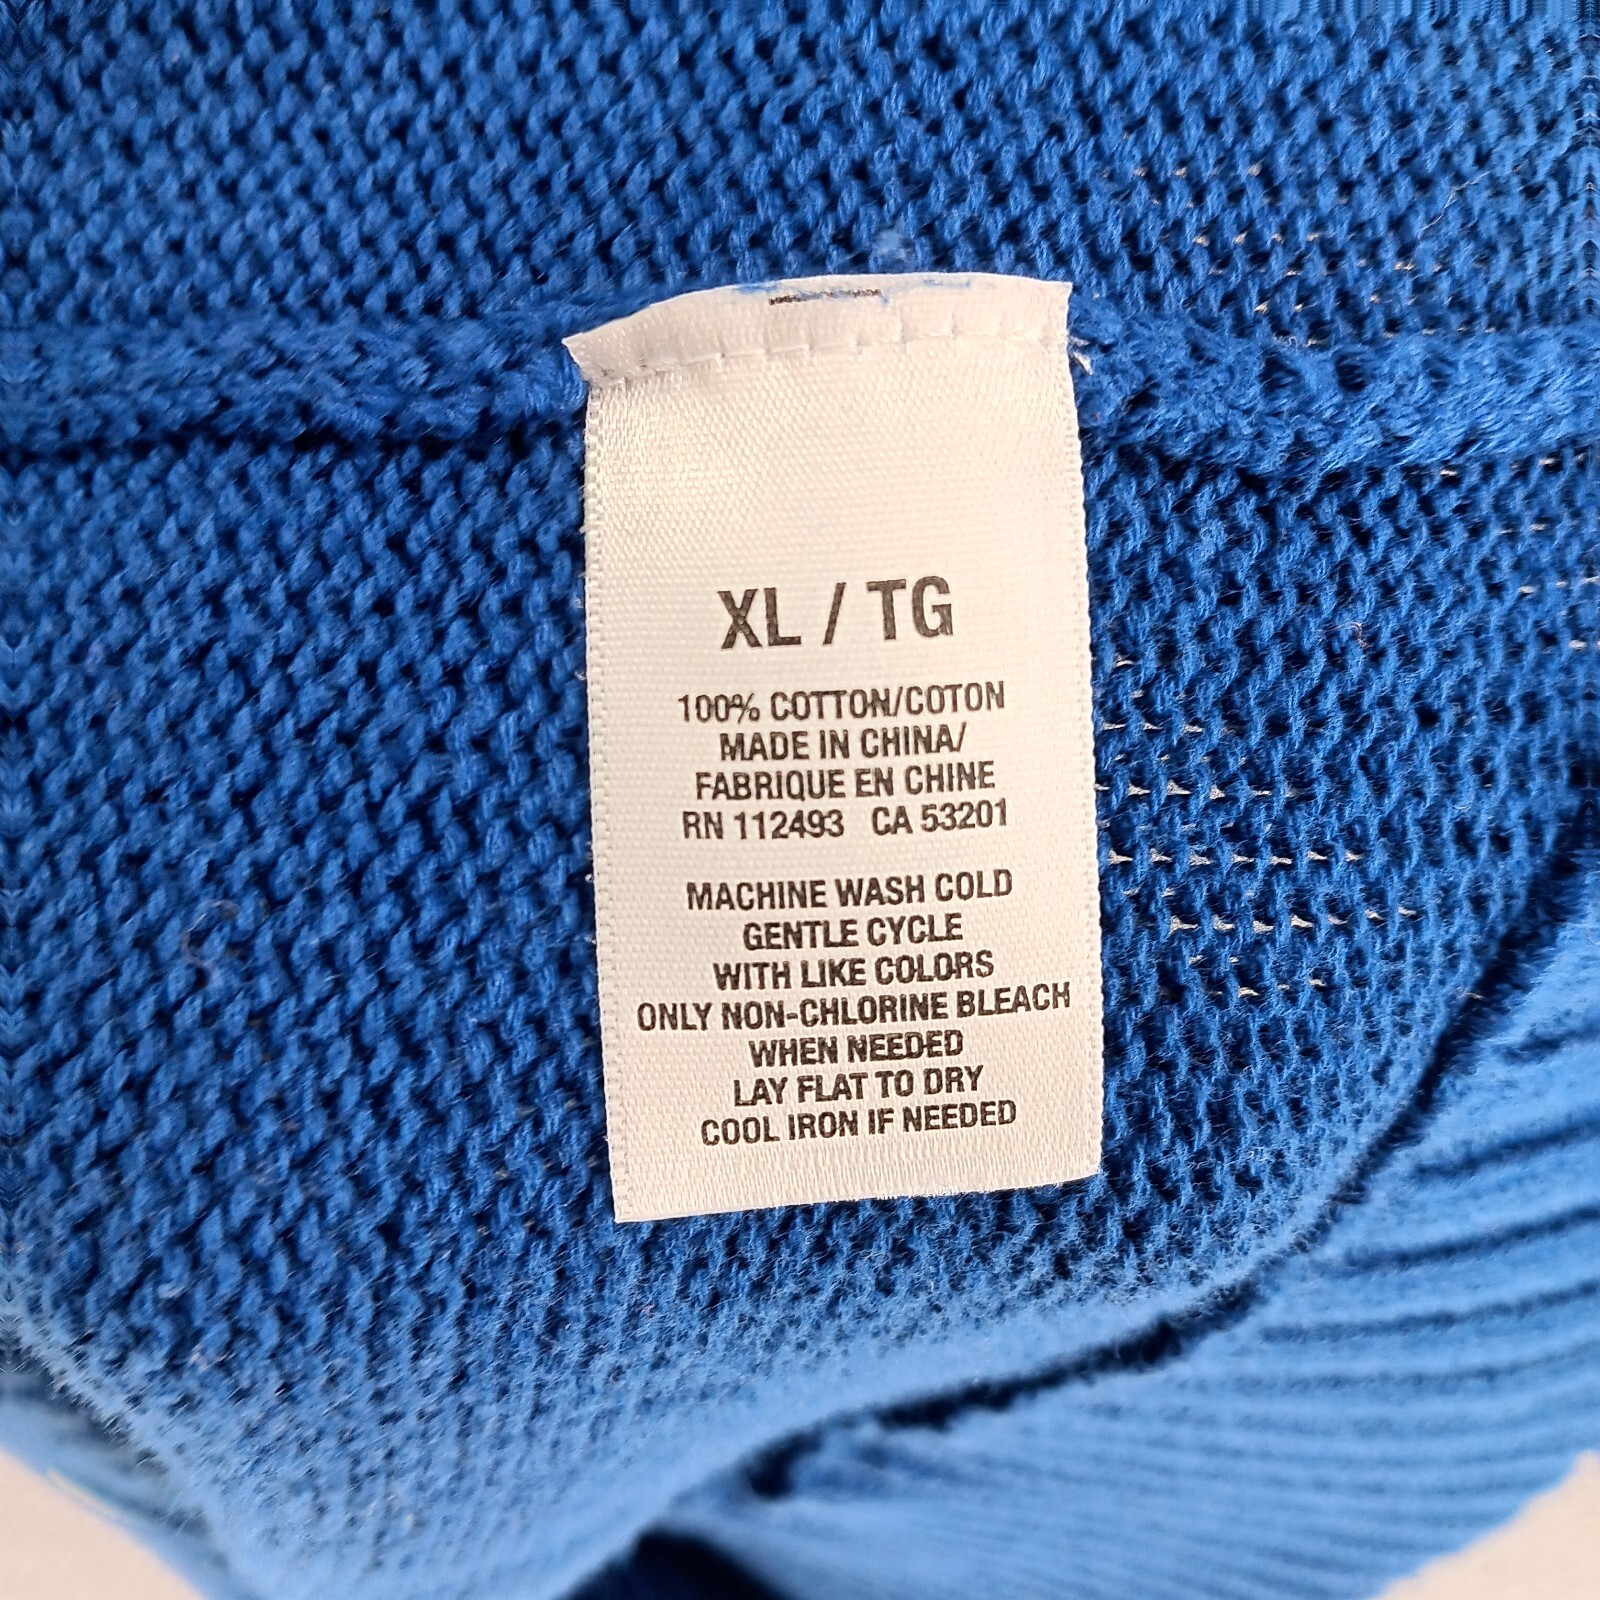 XL / TG
100% COTTON/COTON
MADE IN CHINA/
FABRIQUE EN CHINE
RN 112493 CA 53201
MACHINE WASH COLD
GENTLE CYCLE
WITH LIKE COLORS
ONLY NON-CHLORINE BLEACH
WHEN NEEDED
LAY FLAT TO DRY
COOL IRON IF NEEDED